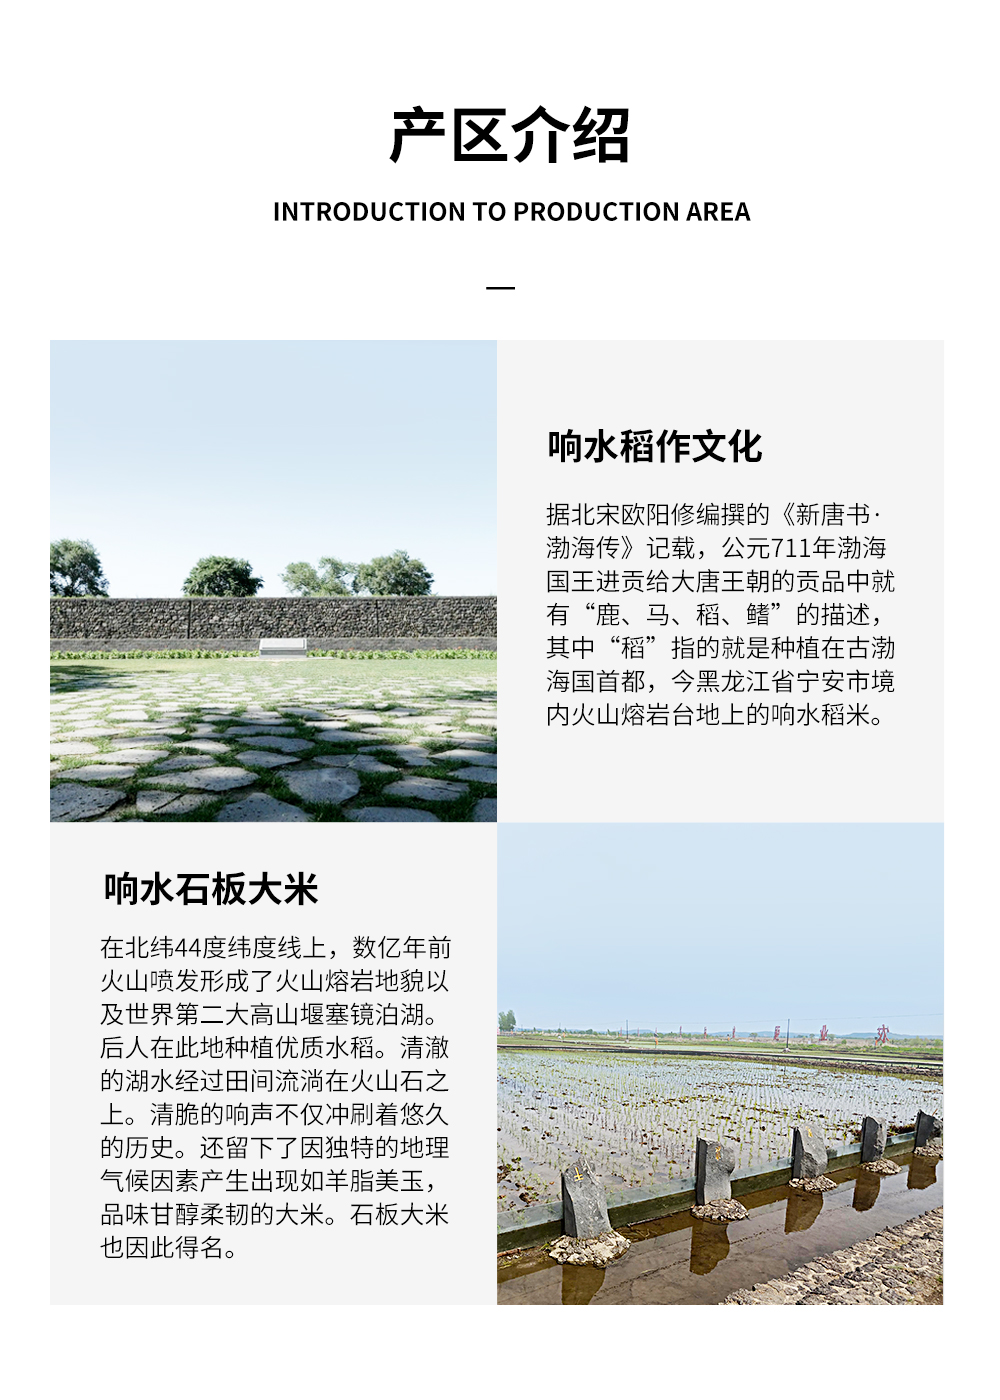 产区介绍
INTRODUCTION TO PRODUCTION AREA
响水稻作文化
据北宋欧阳修编撰的《新唐书·
渤海传》记载，公元711年渤海
国王进贡给大唐王朝的贡品中就
有“鹿、马、稻、鳍”的描述，
其中“稻”指的就是种植在古渤
海国首都，今黑龙江省宁安市境
内火山熔岩台地上的响水稻米。
响水石板大米
在北纬44度纬度线上，数亿年前
火山喷发形成了火山熔岩地貌以
及世界第二大高山堰塞镜泊湖。
后人在此地种植优质水稻。清澈
的湖水经过田间流淌在火山石之
上。清脆的响声不仅冲刷着悠久
的历史。还留下了因独特的地理
气候因素产生出现如羊脂美玉，
品味甘醇柔韧的大米。石板大米
也因此得名。